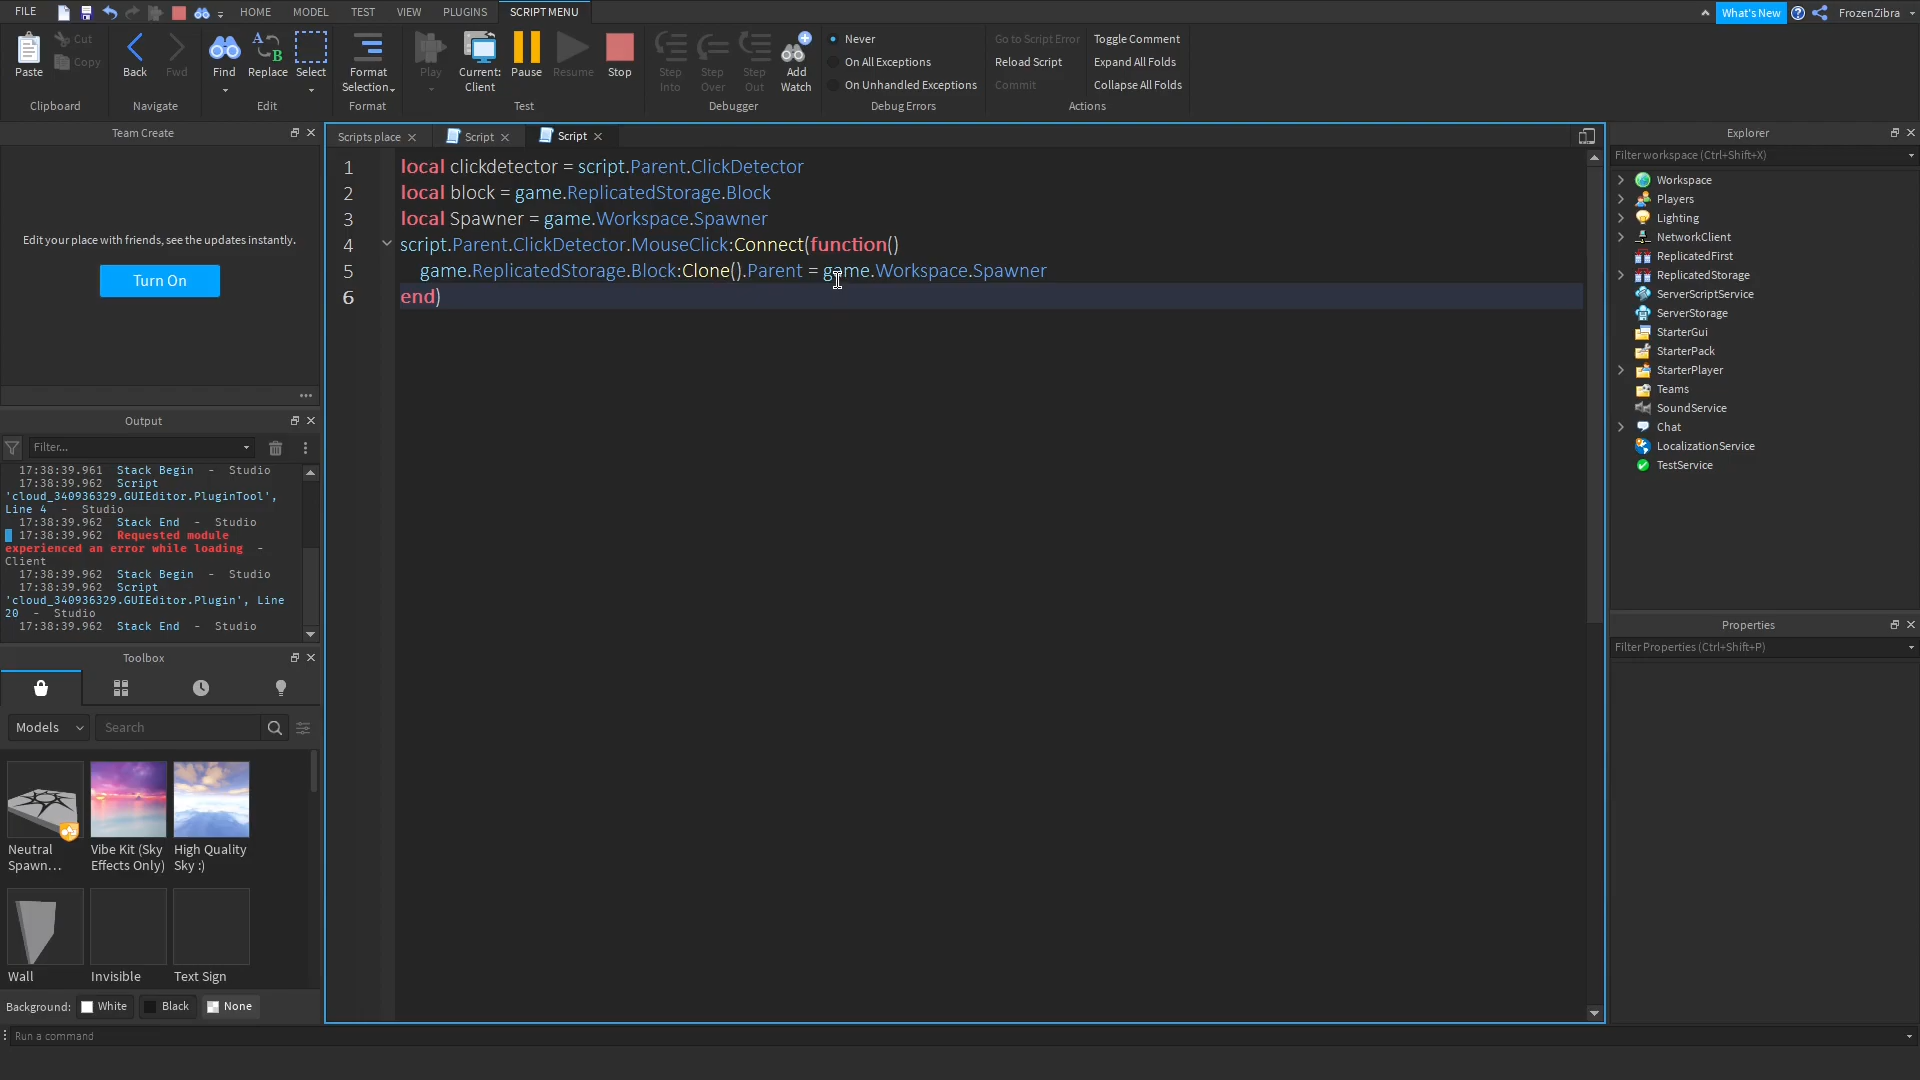 FILE
HOME
MODEL
TEST
VIEW
PLUGINS
SCRIPT MENU
What's New
FrozenZibra
Paste
Cut
Copy
Clipboard
Back
Fwd
Navigate
Find
Replace
Select
Edit
Format
Selection
Format
Play
Current:
Client
Pause
Resume
Stop
Test
Step
Into
Step
Over
Step
Out
Add
Watch
Debugger
Never
On All Exceptions
On Unhandled Exceptions
Debug Errors
Go to Script Error
Reload Script
Commit
Toggle Comment
Expand All Folds
Collapse All Folds
Actions
Team Create
Edit your place with friends, see the updates instantly.
Turn On
Output
Filter...
17:38:39.961 Stack Begin - Studio
17:38:39.962 Script
'cloud_340936329.GUIEditor.PluginTool',
Line 4 - Studio
17:38:39.962 Stack End - Studio
17:38:39.962 Requested module
experienced an error while loading -
Client
17:38:39.962 Stack Begin - Studio
17:38:39.962 Script
'cloud_340936329.GUIEditor.Plugin', Line
20 - Studio
17:38:39.962 Stack End - Studio
Toolbox
Models
Search
Neutral
Spawn...
Vibe Kit (Sky
Effects Only)
High Quality
Sky :)
Wall
Invisible
Text Sign
Background:
White
Black
None
Run a command
Scripts place
Script
Script
1 local clickdetector = script.Parent.ClickDetector
2 local block = game.ReplicatedStorage.Block
3 local Spawner = game.Workspace.Spawner
4 script.Parent.ClickDetector.MouseClick:Connect(function()
5 game.ReplicatedStorage.Block:Clone().Parent = game.Workspace.Spawner
6 end)
Explorer
Filter workspace (Ctrl+Shift+X)
Workspace
Players
Lighting
NetworkClient
ReplicatedFirst
ReplicatedStorage
ServerScriptService
ServerStorage
StarterGui
StarterPack
StarterPlayer
Teams
SoundService
Chat
LocalizationService
TestService
Properties
Filter Properties (Ctrl+Shift+P)